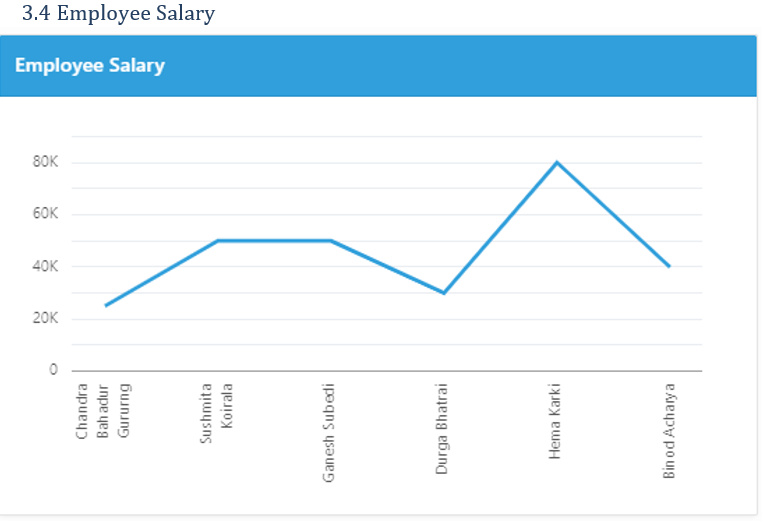 3.4 Employee Salary
Employee Salary
80K
60K
40K
20K
0
Chandra
Bahadur
Gururng
Sushmita
Koirala
Ganesh Subedi
Durga Bhatrai
Hema Karki
Binod Acharya